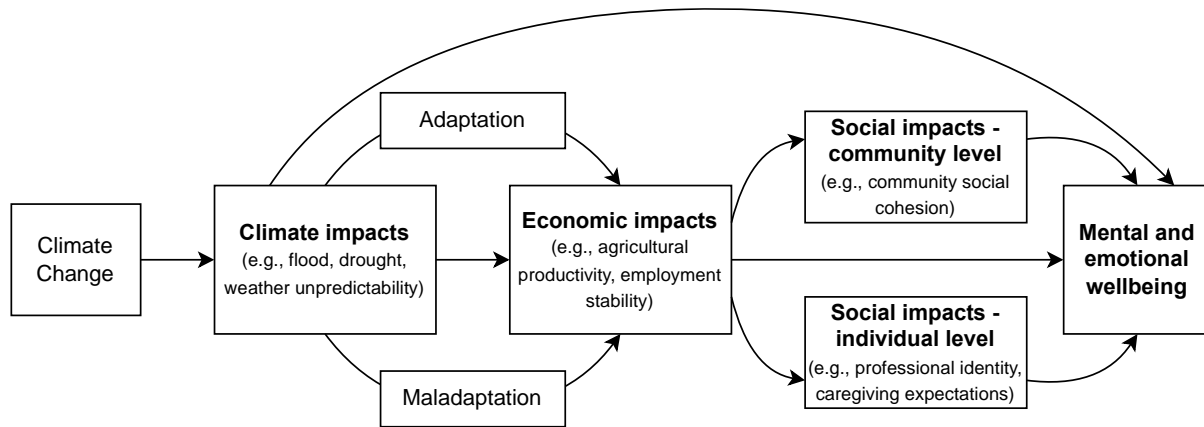 Climate
Change
Climate impacts
(e.g., flood, drought,
weather unpredictability)
Adaptation
Maladaptation
Economic impacts
(e.g., agricultural
productivity, employment
stability)
Social impacts -
community level
(e.g., community social
cohesion)
Social impacts -
individual level
(e.g., professional identity,
caregiving expectations)
Mental and
emotional
wellbeing